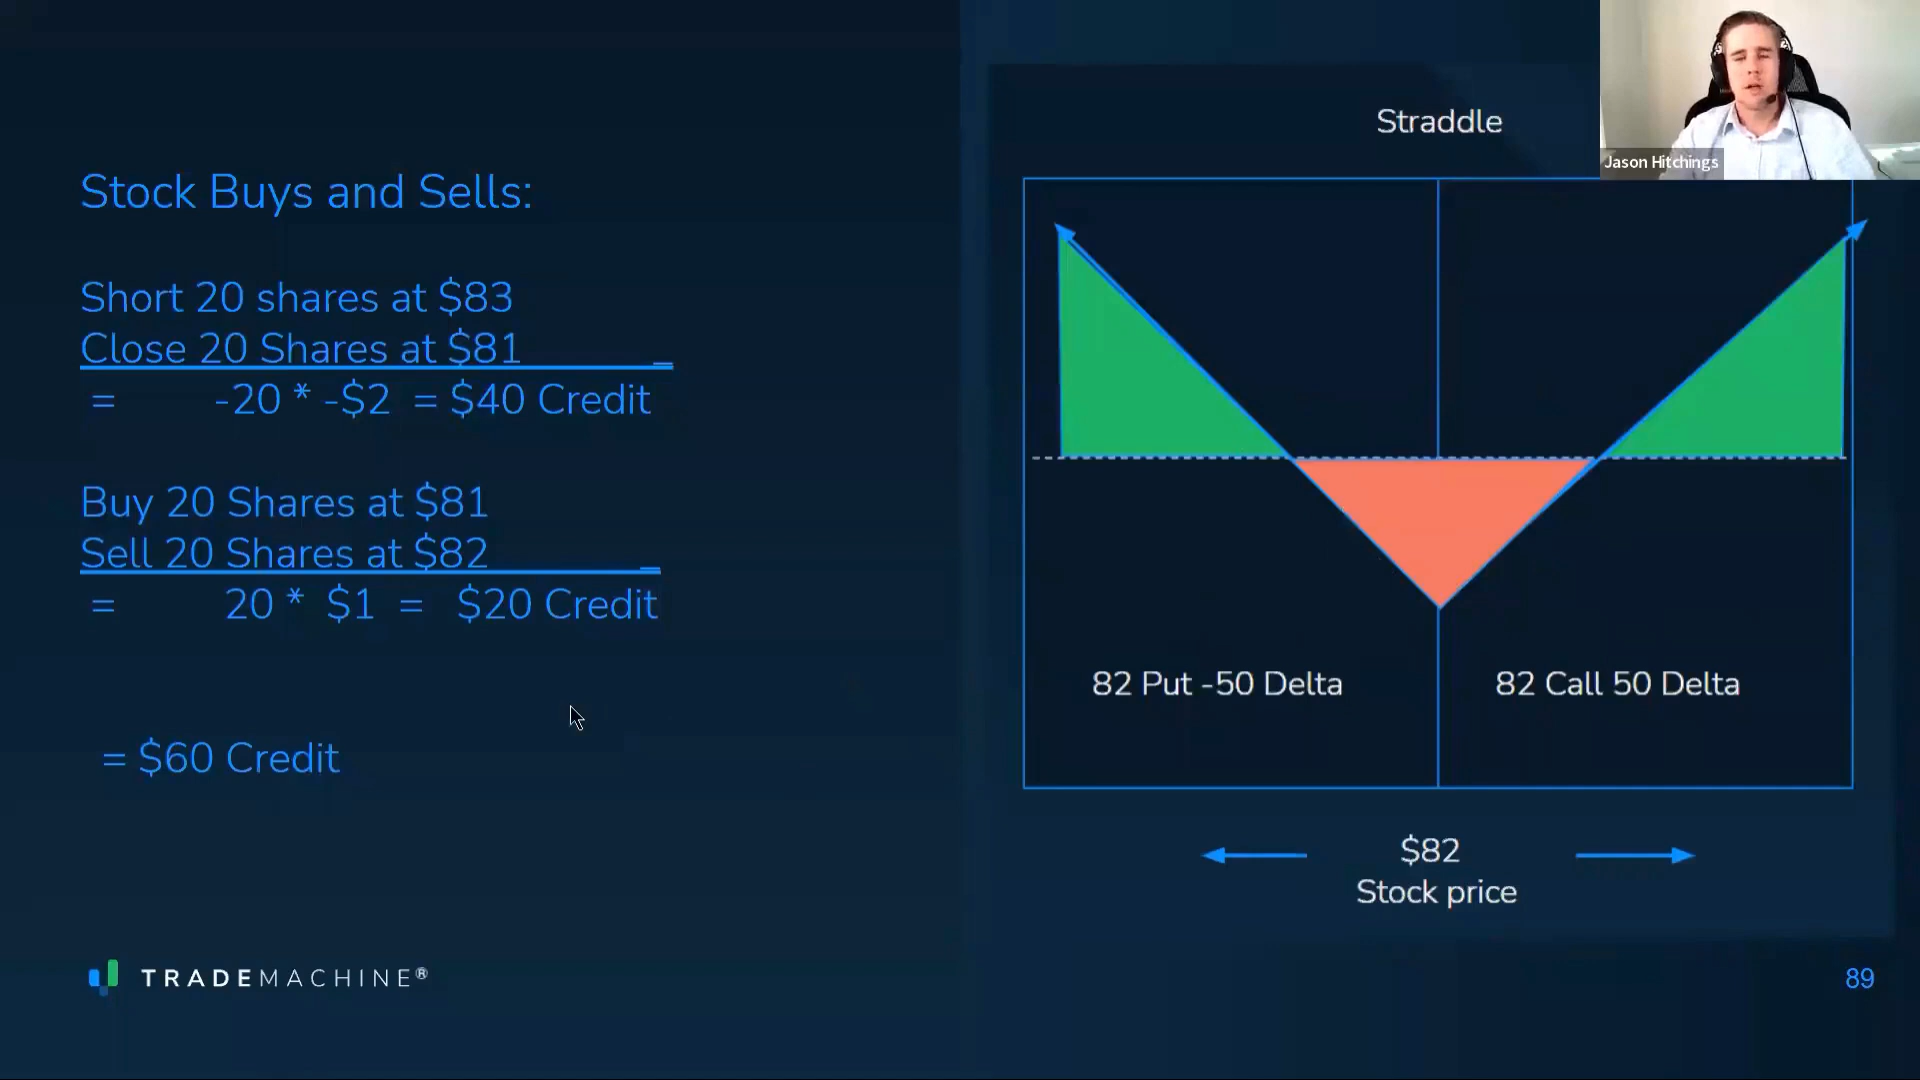 Straddle
Jason Hitchings
Stock Buys and Sells:
Short 20 shares at $83
Close 20 Shares at $81 _
= -20 * -$2 = $40 Credit
Buy 20 Shares at $81
Sell 20 Shares at $82 _
= 20 * $1 = $20 Credit
= $60 Credit
82 Put -50 Delta
82 Call 50 Delta
$82
Stock price
TRADEMACHINE®
89